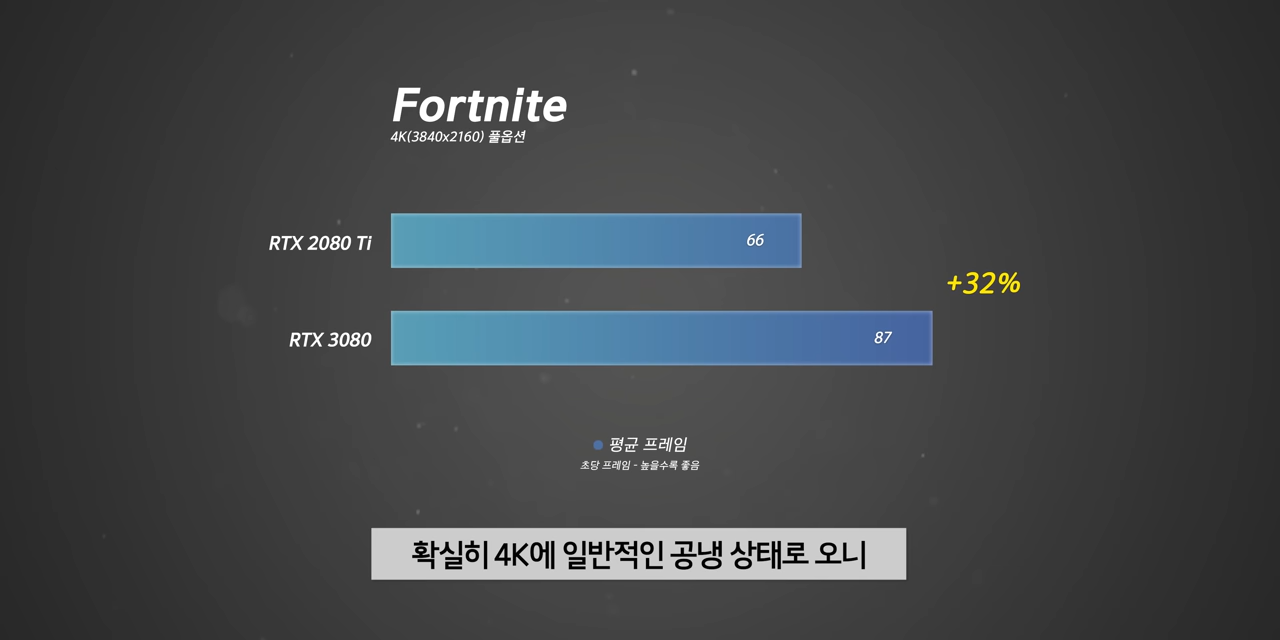 Fortnite
4K(3840x2160) 풀옵션
RTX 2080 Ti
66
+32%
RTX 3080
87
평균 프레임
초당 프레임 - 높을수록 좋음
확실히 4K에 일반적인 공냉 상태로 오니